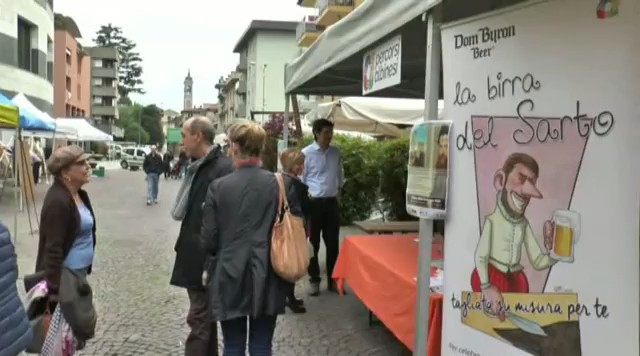 percorsi
albinesi
Dom Byron
Beer
la birra
del Sarto
tagliata su misura per te